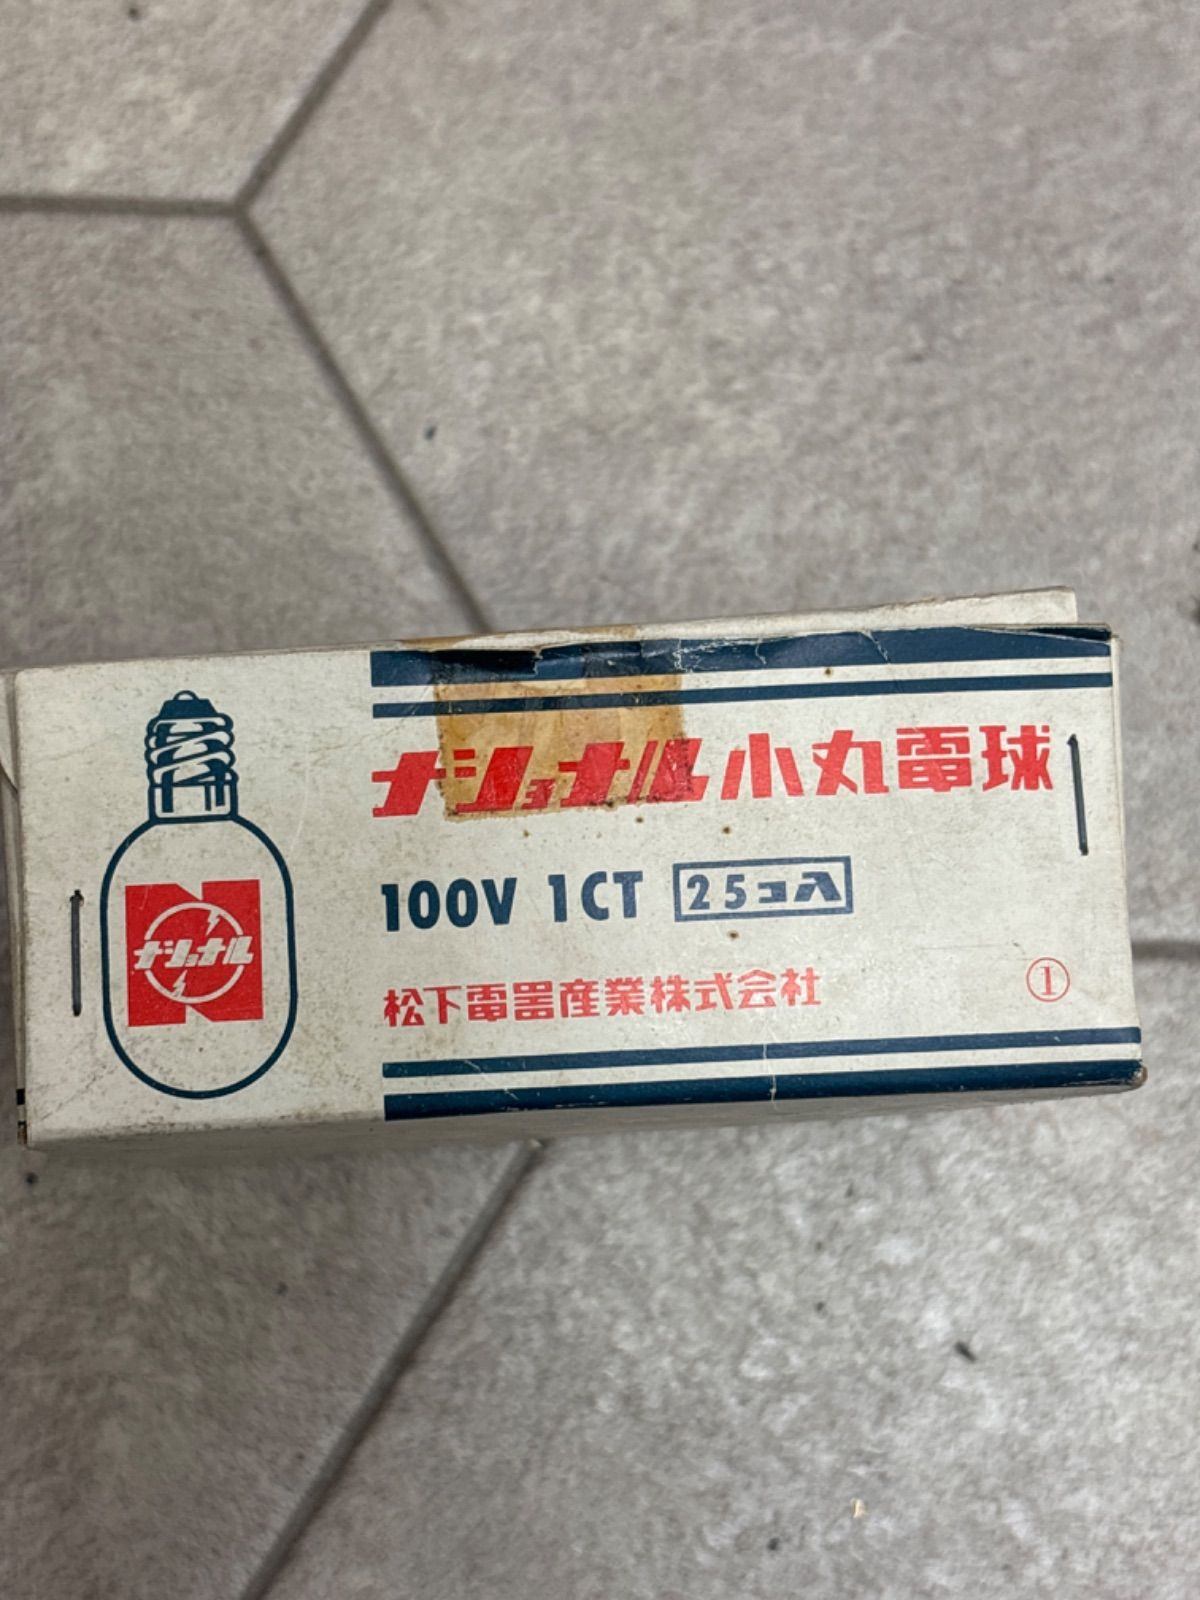 ナショナル小丸電球
100V 1CT 25コ入
ナショナル
松下電器産業株式会社
①